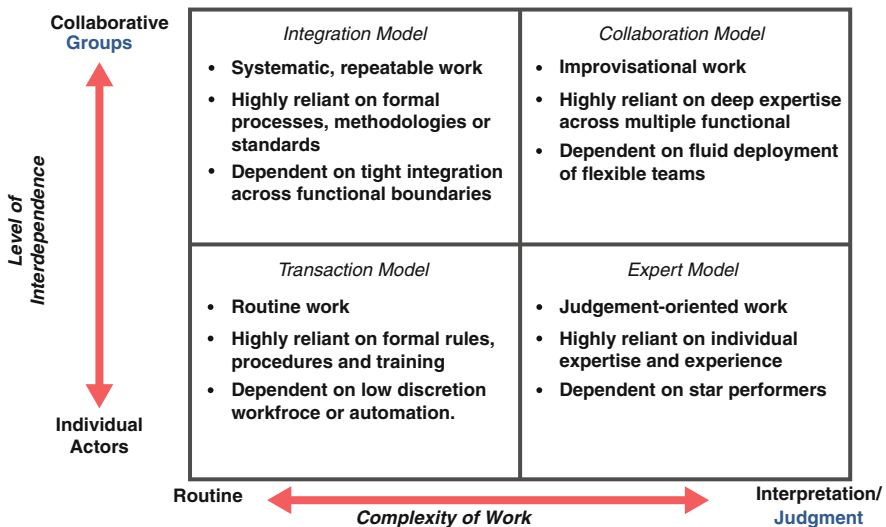 Collaborative
Groups
Level of
Interdependence
Individual
Actors
Integration Model
• Systematic, repeatable work
• Highly reliant on formal
processes, methodologies or
standards
• Dependent on tight integration
across functional boundaries
Collaboration Model
• Improvisational work
• Highly reliant on deep expertise
across multiple functional
• Dependent on fluid deployment
of flexible teams
Transaction Model
• Routine work
• Highly reliant on formal rules,
procedures and training
• Dependent on low discretion
workfroce or automation.
Expert Model
• Judgement-oriented work
• Highly reliant on individual
expertise and experience
• Dependent on star performers
Routine
Complexity of Work
Interpretation/
Judgment